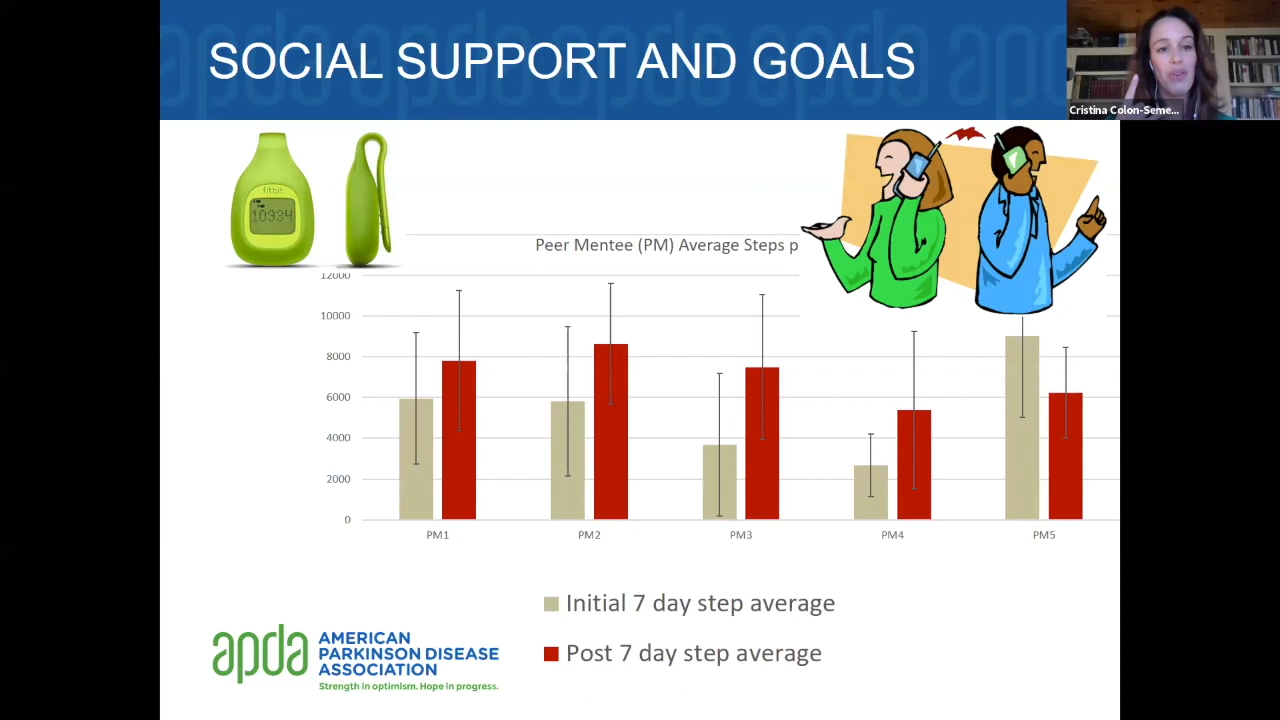 SOCIAL SUPPORT AND GOALS
Cristina Colon-Seme...
fitbit
10934
Peer Mentee (PM) Average Steps p
12000
10000
8000
6000
4000
2000
0
PM1 PM2 PM3 PM4 PM5
Initial 7 day step average
Post 7 day step average
apda
AMERICAN
PARKINSON DISEASE
ASSOCIATION
Strength in optimism. Hope in progress.